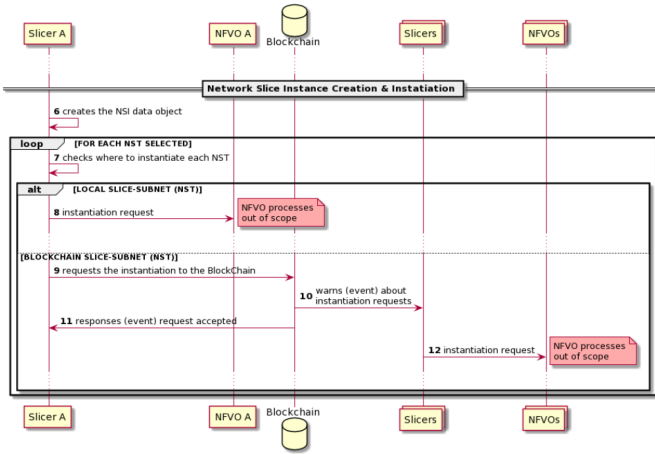 Slicer A
NFVO A
Blockchain
Slicers
NFVOs
Network Slice Instance Creation & Instatiation
6 creates the NSI data object
loop [FOR EACH NST SELECTED]
7 checks where to instantiate each NST
alt [LOCAL SLICE-SUBNET (NST)]
8 instantiation request
NFVO processes
out of scope
[BLOCKCHAIN SLICE-SUBNET (NST)]
9 requests the instantiation to the BlockChain
10 warns (event) about
instantiation requests
11 responses (event) request accepted
12 instantiation request
NFVO processes
out of scope
Slicer A
NFVO A
Blockchain
Slicers
NFVOs